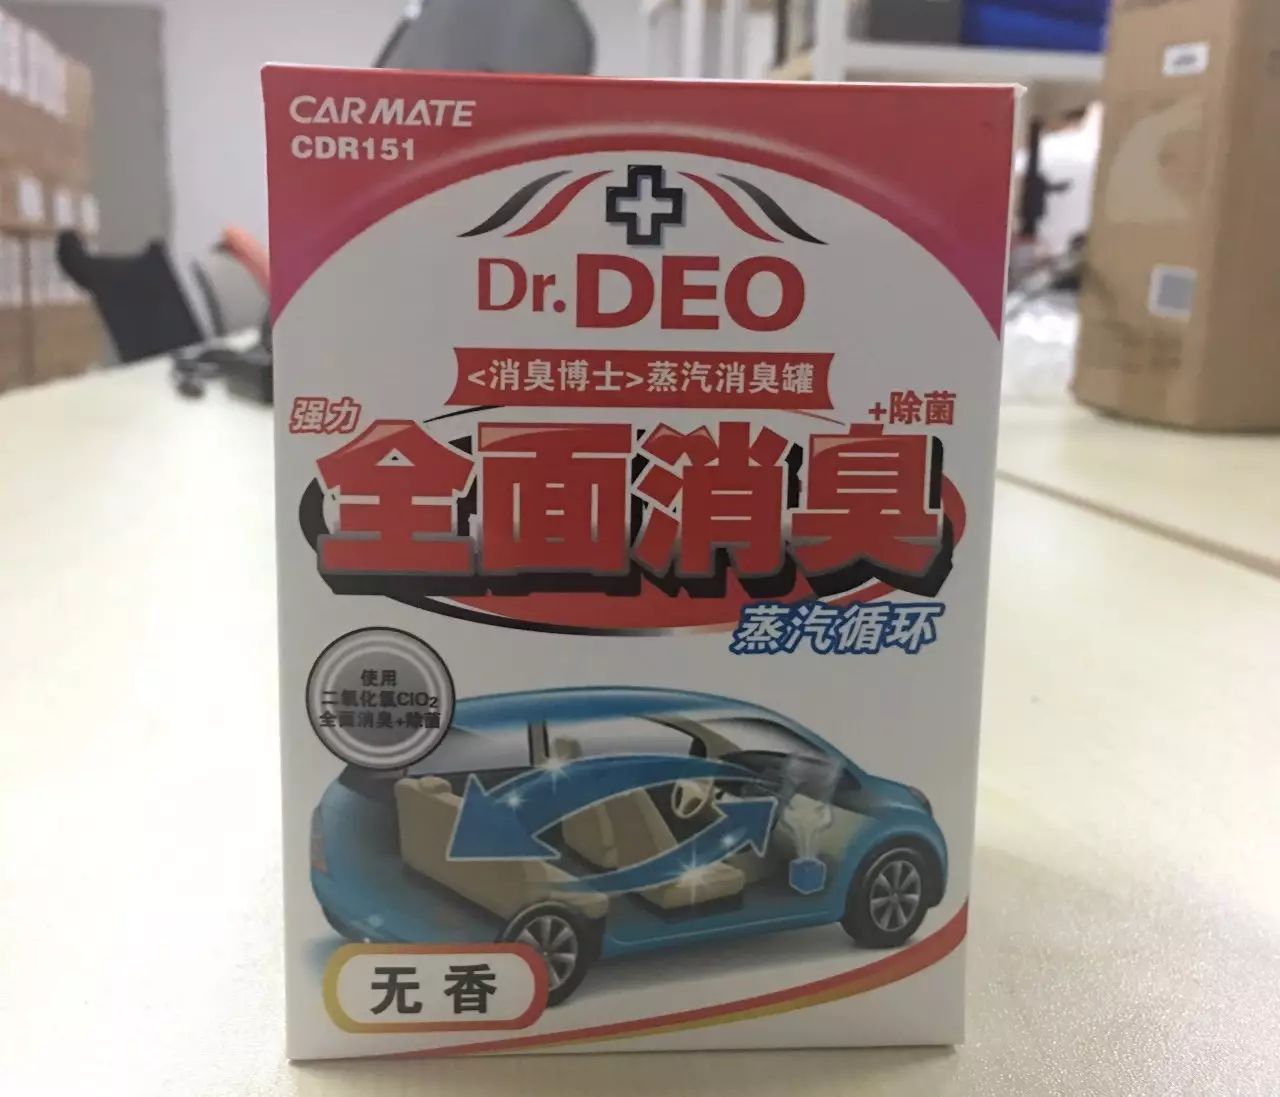 CARMATE
CDR151
Dr.DEO
<消臭博士>蒸汽消臭罐
强力
+除菌
全面消臭
蒸汽循环
使用
二氧化氯ClO₂
全面消臭+除菌
无香